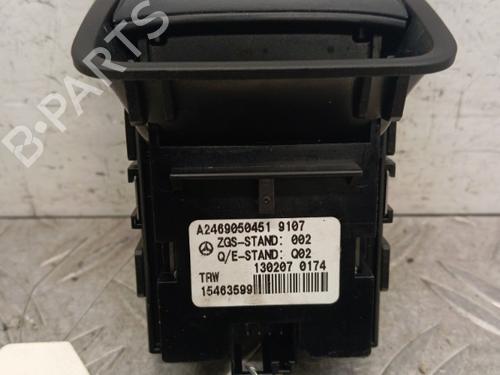 B-PARTS
A2469050451 9107
ZGS-STAND: 002
Q/E-STAND: Q02
130207 0174
TRW
15463599